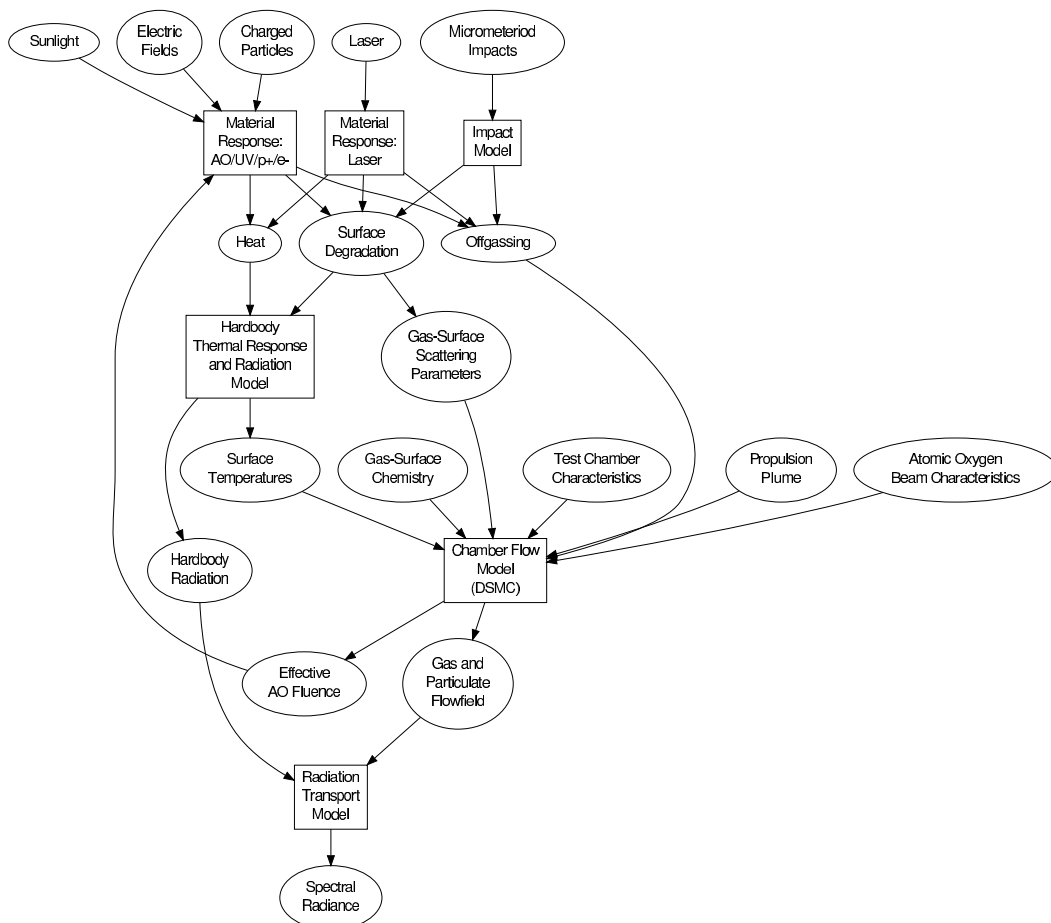 Sunlight
Electric
Fields
Charged
Particles
Laser
Micrometeriod
Impacts
Material
Response:
AO/UV/p+/e-
Material
Response:
Laser
Impact
Model
Heat
Surface
Degradation
Offgassing
Hardbody
Thermal Response
and Radiation
Model
Gas-Surface
Scattering
Parameters
Surface
Temperatures
Gas-Surface
Chemistry
Test Chamber
Characteristics
Propulsion
Plume
Atomic Oxygen
Beam Characteristics
Hardbody
Radiation
Chamber Flow
Model
(DSMC)
Effective
AO Fluence
Gas and
Particulate
Flowfield
Radiation
Transport
Model
Spectral
Radiance